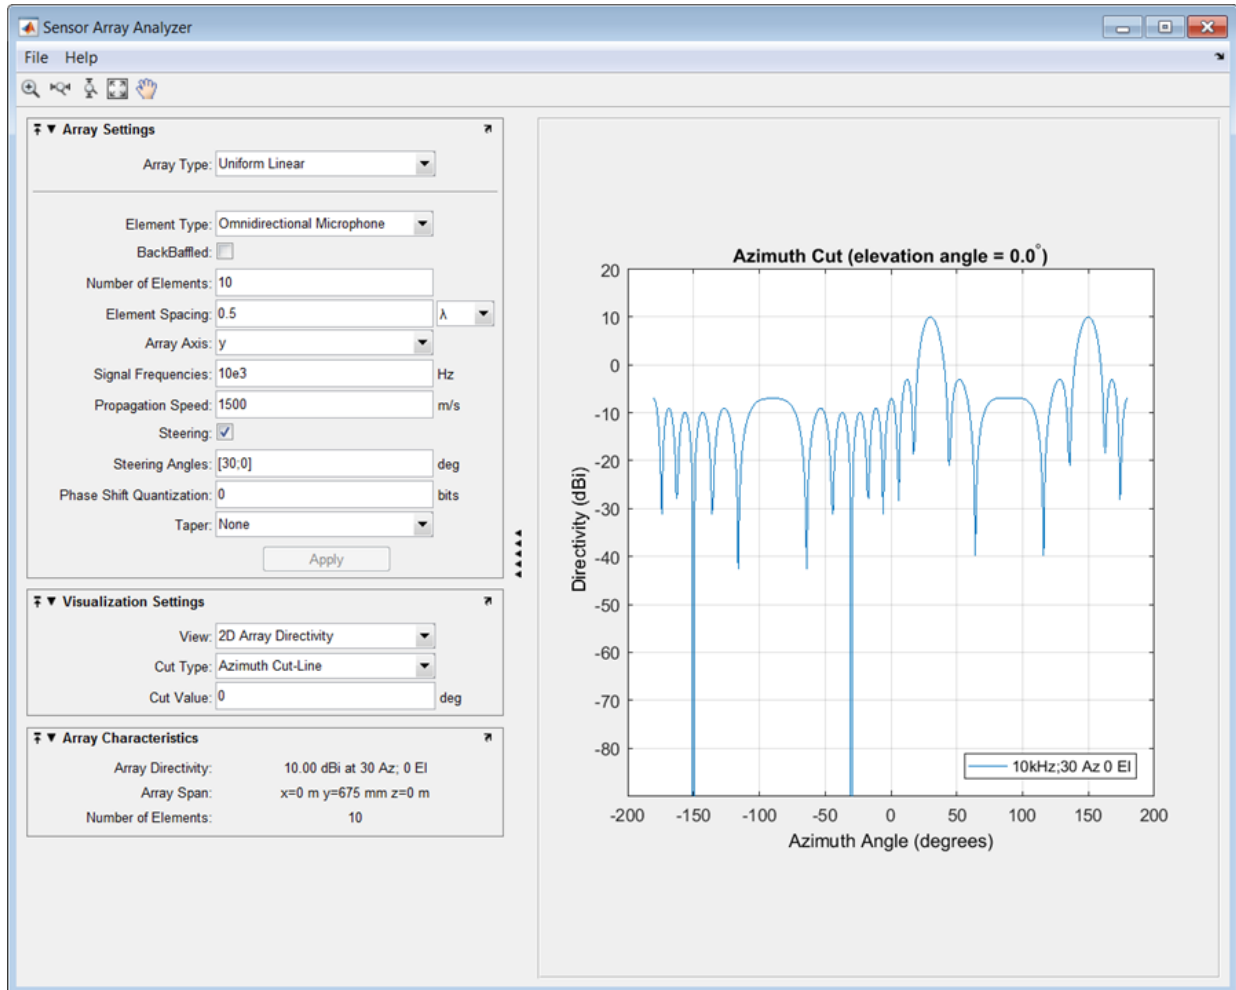 Sensor Array Analyzer
File Help
Array Settings
Array Type: Uniform Linear
Element Type: Omnidirectional Microphone
BackBaffled:
Number of Elements: 10
Element Spacing: 0.5 λ
Array Axis: y
Signal Frequencies: 10e3 Hz
Propagation Speed: 1500 m/s
Steering:
Steering Angles: [30;0] deg
Phase Shift Quantization: 0 bits
Taper: None
Apply
Visualization Settings
View: 2D Array Directivity
Cut Type: Azimuth Cut-Line
Cut Value: 0 deg
Array Characteristics
Array Directivity: 10.00 dBi at 30 Az; 0 El
Array Span: x=0 m y=675 mm z=0 m
Number of Elements: 10
Azimuth Cut (elevation angle = 0.0°)
20
10
0
-10
-20
-30
-40
-50
-60
-70
-80
Directivity (dBi)
10kHz;30 Az 0 El
-200 -150 -100 -50 0 50 100 150 200
Azimuth Angle (degrees)